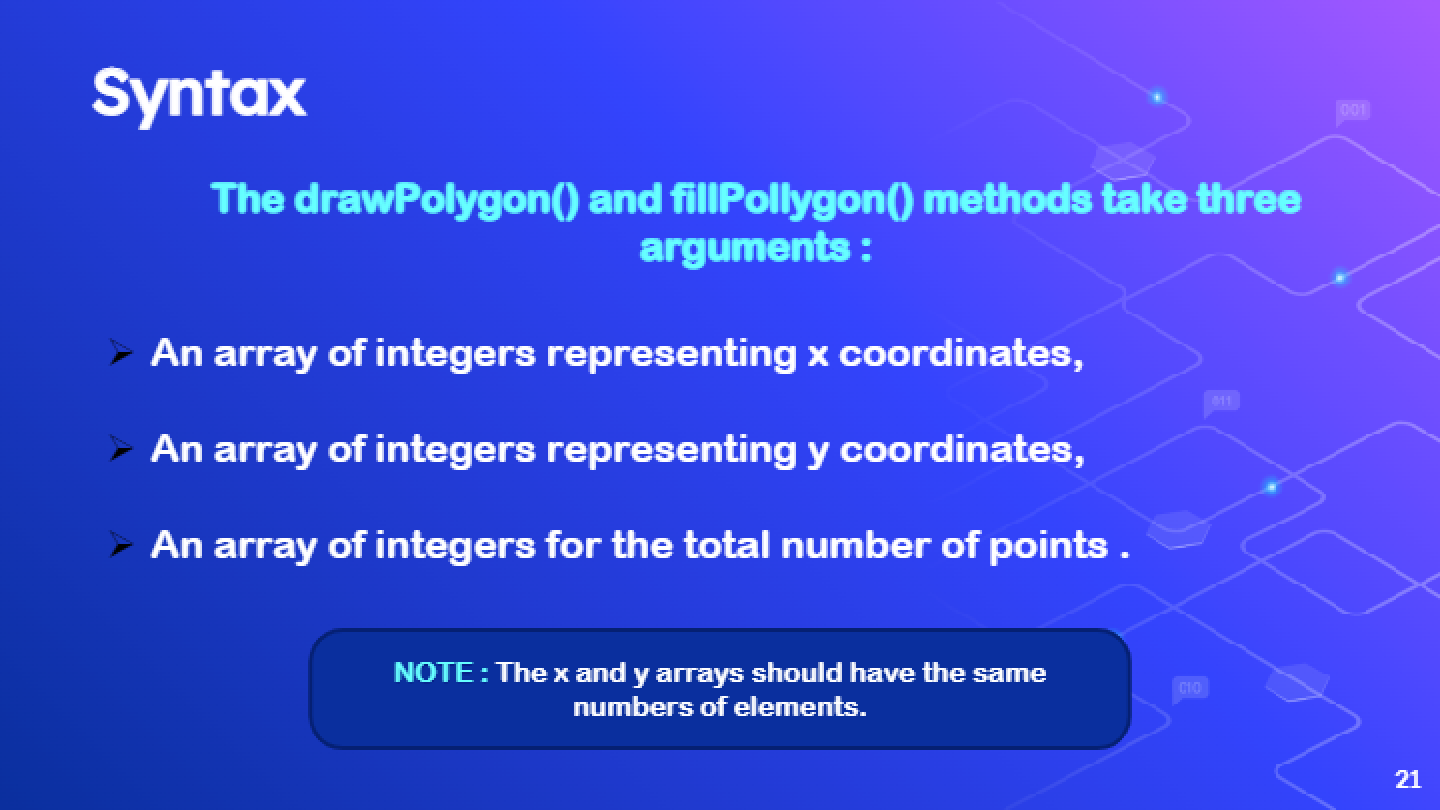 Syntax
The drawPolygon() and fillPollygon() methods take three
arguments :
➢ An array of integers representing x coordinates,
➢ An array of integers representing y coordinates,
➢ An array of integers for the total number of points .
NOTE : The x and y arrays should have the same
numbers of elements.
001
011
010
21